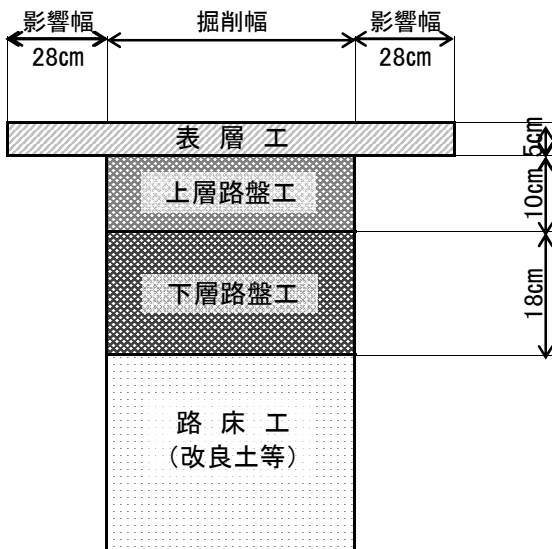 影響幅 掘削幅 影響幅
28cm 28cm
表 層 工
5cm
上層路盤工
10cm
下層路盤工
18cm
路 床 工
（改良土等）